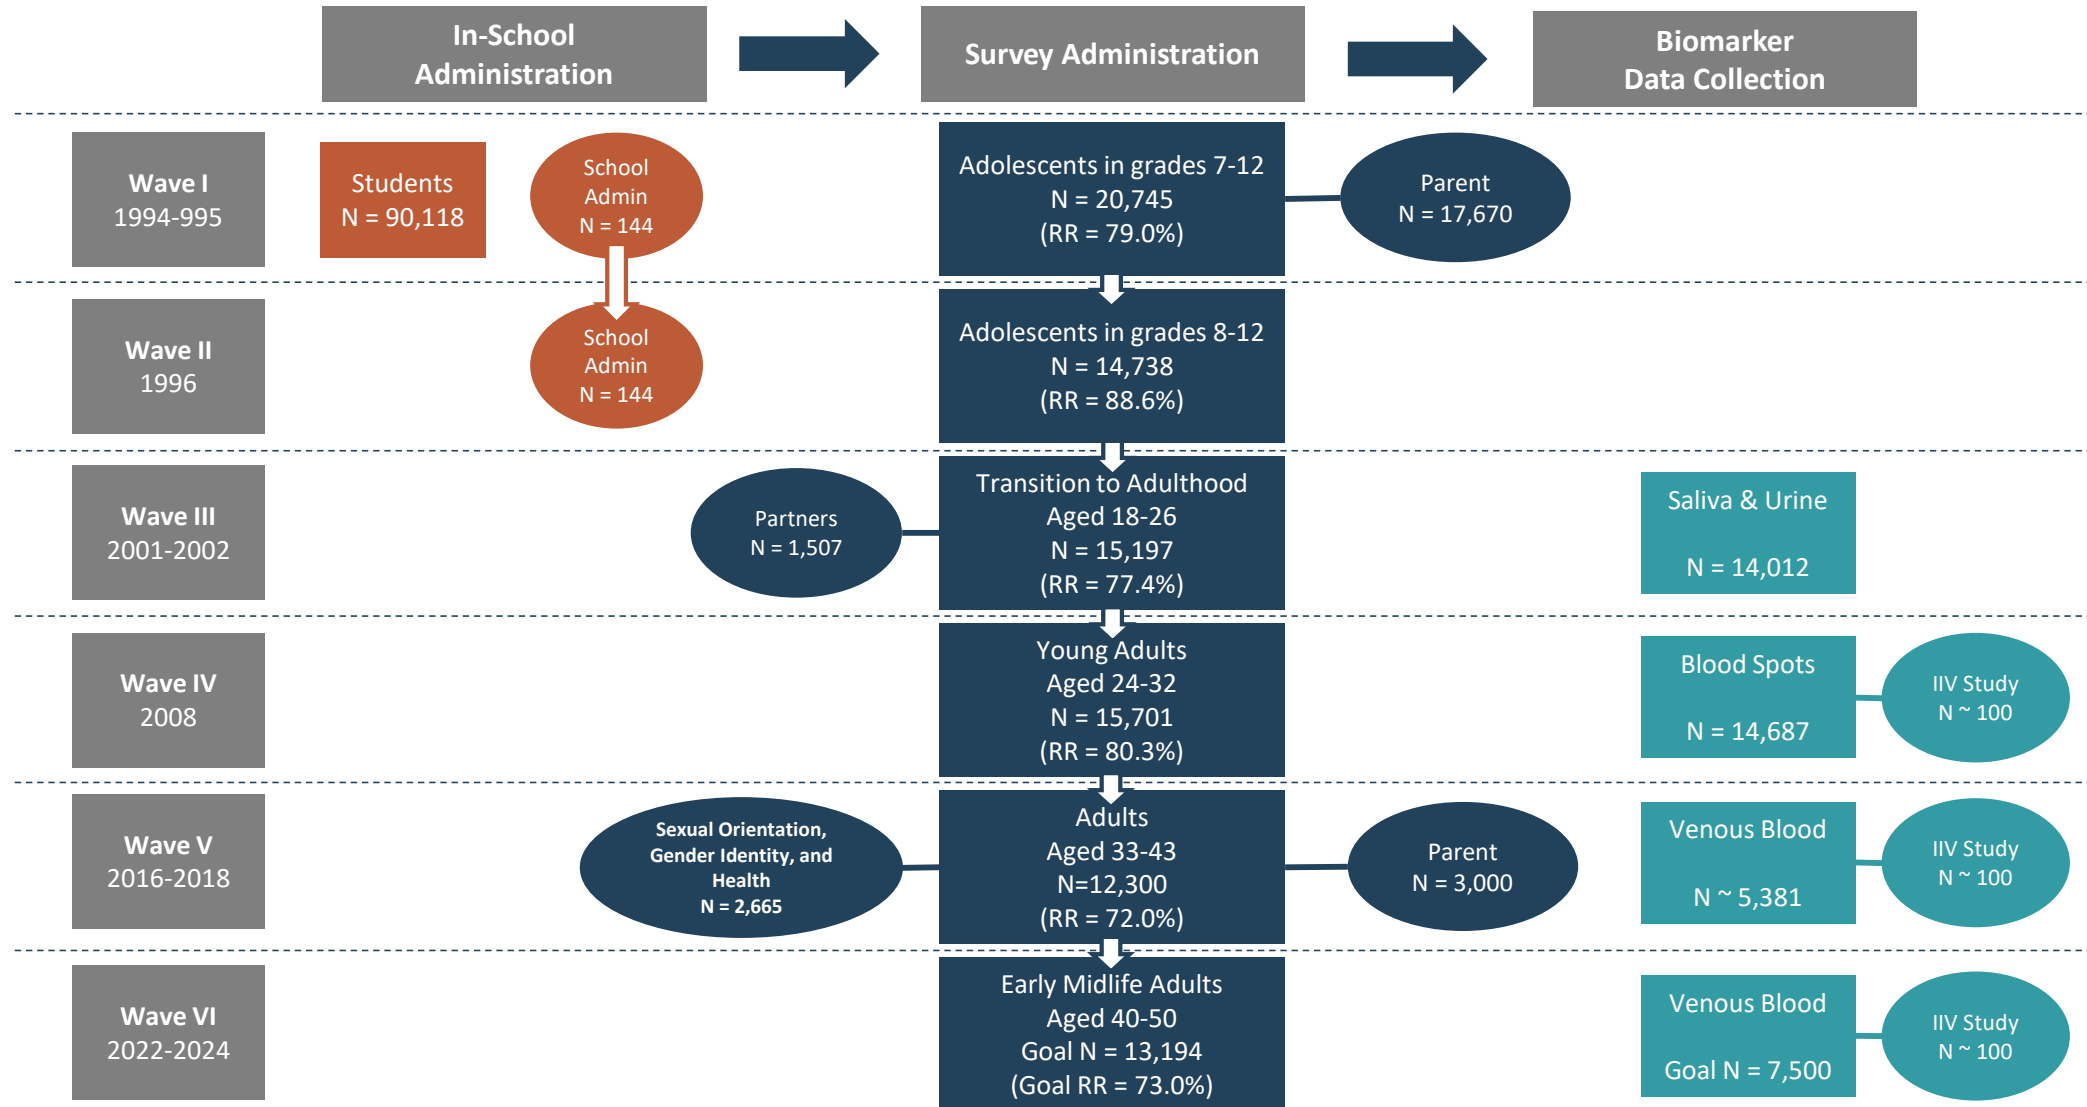 In-School
Administration
Survey Administration
Biomarker
Data Collection
Wave I
1994-995
Students
N = 90,118
School
Admin
N = 144
Adolescents in grades 7-12
N = 20,745
(RR = 79.0%)
Parent
N = 17,670
Wave II
1996
School
Admin
N = 144
Adolescents in grades 8-12
N = 14,738
(RR = 88.6%)
Wave III
2001-2002
Partners
N = 1,507
Transition to Adulthood
Aged 18-26
N = 15,197
(RR = 77.4%)
Saliva & Urine
N = 14,012
Wave IV
2008
Young Adults
Aged 24-32
N = 15,701
(RR = 80.3%)
Blood Spots
N = 14,687
IIV Study
N ~ 100
Wave V
2016-2018
Sexual Orientation,
Gender Identity, and
Health
N = 2,665
Adults
Aged 33-43
N=12,300
(RR = 72.0%)
Parent
N = 3,000
Venous Blood
N ~ 5,381
IIV Study
N ~ 100
Wave VI
2022-2024
Early Midlife Adults
Aged 40-50
Goal N = 13,194
(Goal RR = 73.0%)
Venous Blood
Goal N = 7,500
IIV Study
N ~ 100